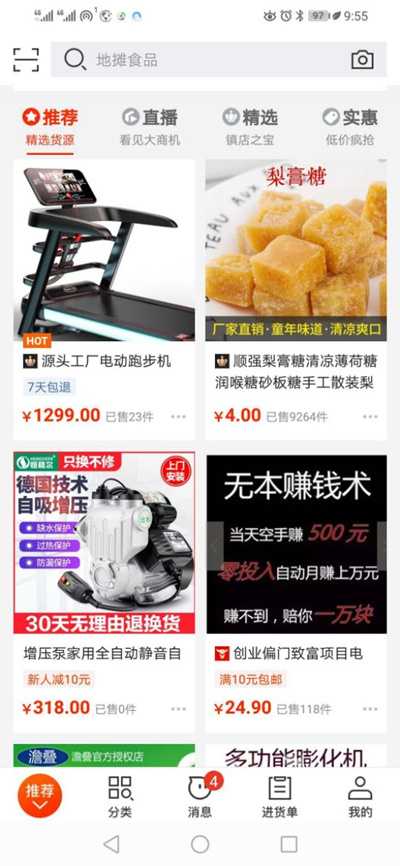 97
9:55
地摊食品
推荐
直播
精选
实惠
精选货源
看见大商机
镇店之宝
低价疯抢
HOT
源头工厂电动跑步机
7天包退
¥1299.00 已售23件
梨膏糖
厂家直销·童年味道·清凉爽口
顺强梨膏糖清凉薄荷糖
润喉糖砂板糖手工散装梨
¥4.00 已售9264件
只换不修
上门
安装
德国技术
自吸增压
缺水保护
过热保护
防漏保护
30天无理由退换货
增压泵家用全自动静音自
新人减10元
¥318.00 已售0件
无本赚钱术
当天空手赚 500 元
零投入自动月赚上万元
赚不到，赔你一万块
创业偏门致富项目电
满10元包邮
¥24.90 已售118件
澹叠 澹叠官方授权店
多功能膨化机
推荐
分类
4
消息
进货单
我的